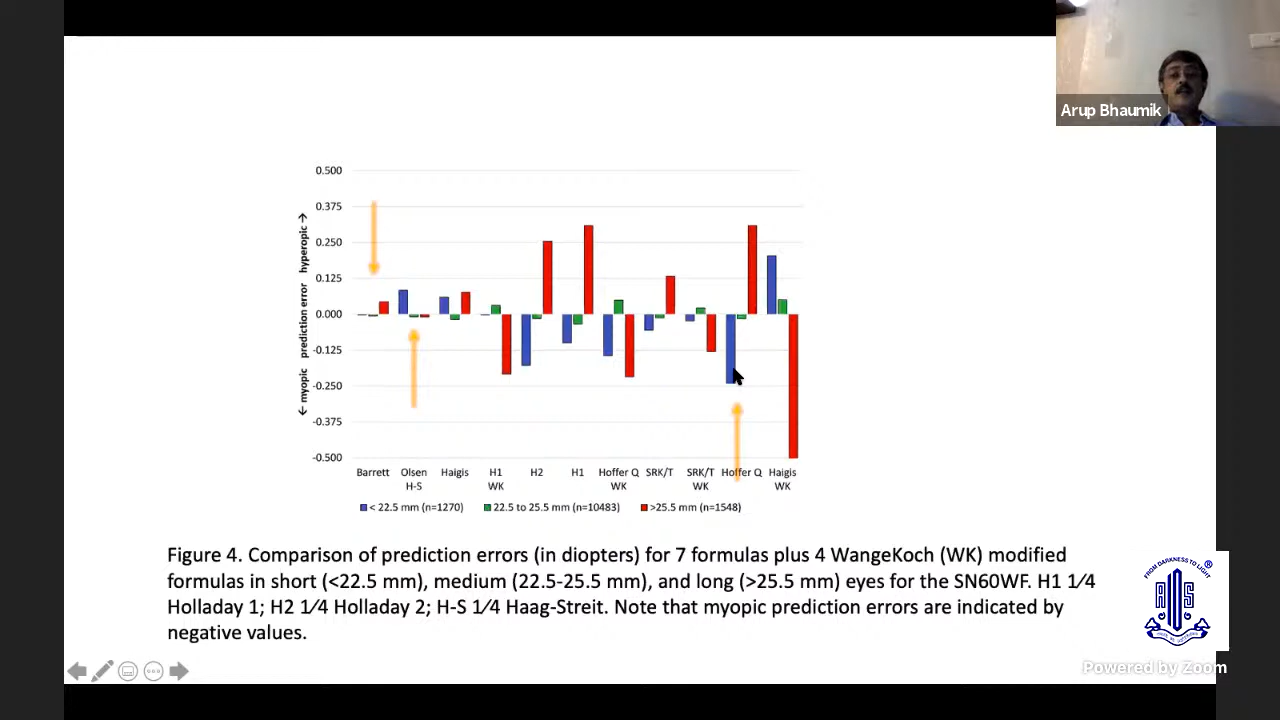 Arup Bhaumik
0.500
0.375
0.250
0.125
0.000
-0.125
-0.250
-0.375
-0.500
← myopic prediction error hyperopic →
Barrett
Olsen
H-S
Haigis
H1
WK
H2
H1
Hoffer Q
WK
SRK/T
SRK/T
WK
Hoffer Q
Haigis
WK
< 22.5 mm (n=1270)
22.5 to 25.5 mm (n=10483)
>25.5 mm (n=1548)
Figure 4. Comparison of prediction errors (in diopters) for 7 formulas plus 4 WangeKoch (WK) modified
formulas in short (<22.5 mm), medium (22.5-25.5 mm), and long (>25.5 mm) eyes for the SN60WF. H1 1⁄4
Holladay 1; H2 1⁄4 Holladay 2; H-S 1⁄4 Haag-Streit. Note that myopic prediction errors are indicated by
negative values.
FROM DARKNESS TO LIGHT
®
Powered by Zoom